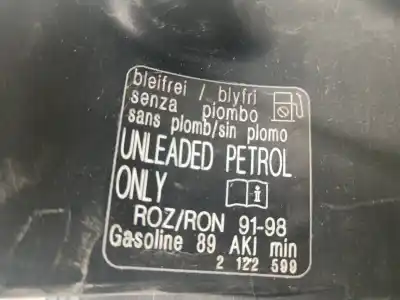 bleifrei / blyfri
senza piombo
sans plomb/sin plomo
UNLEADED PETROL
ONLY
ROZ/RON 91-98
Gasoline 89 AKI min
2 122 599